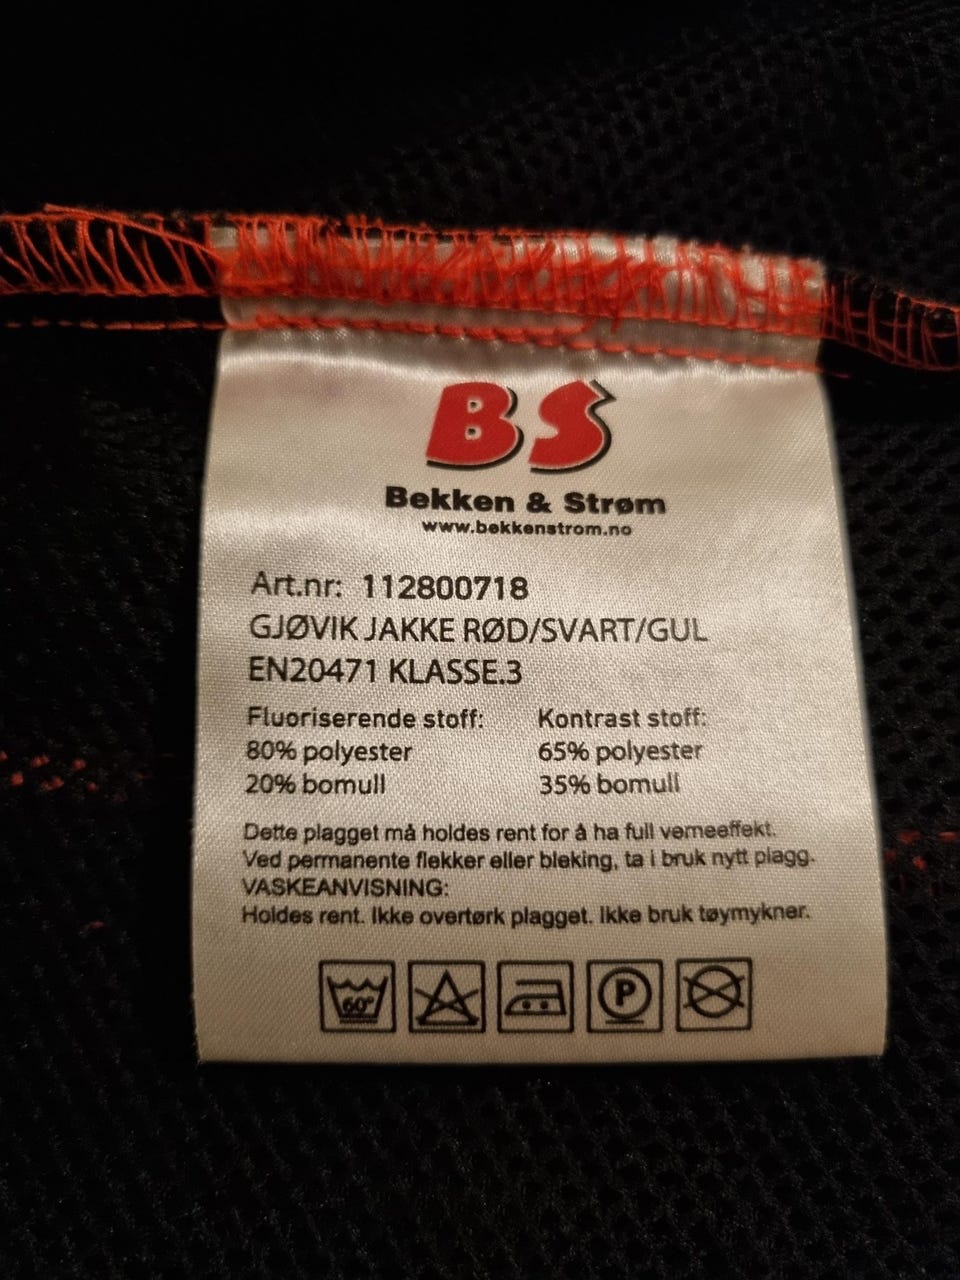 BS
Bekken & Strøm
www.bekkenstrom.no
Art.nr: 112800718
GJØVIK JAKKE RØD/SVART/GUL
EN20471 KLASSE.3
Fluoriserende stoff: Kontrast stoff:
80% polyester 65% polyester
20% bomull 35% bomull
Dette plagget må holdes rent for å ha full verneeffekt.
Ved permanente flekker eller bleking, ta i bruk nytt plagg.
VASKEANVISNING:
Holdes rent. Ikke overtørk plagget. Ikke bruk tøymykner.
60° P